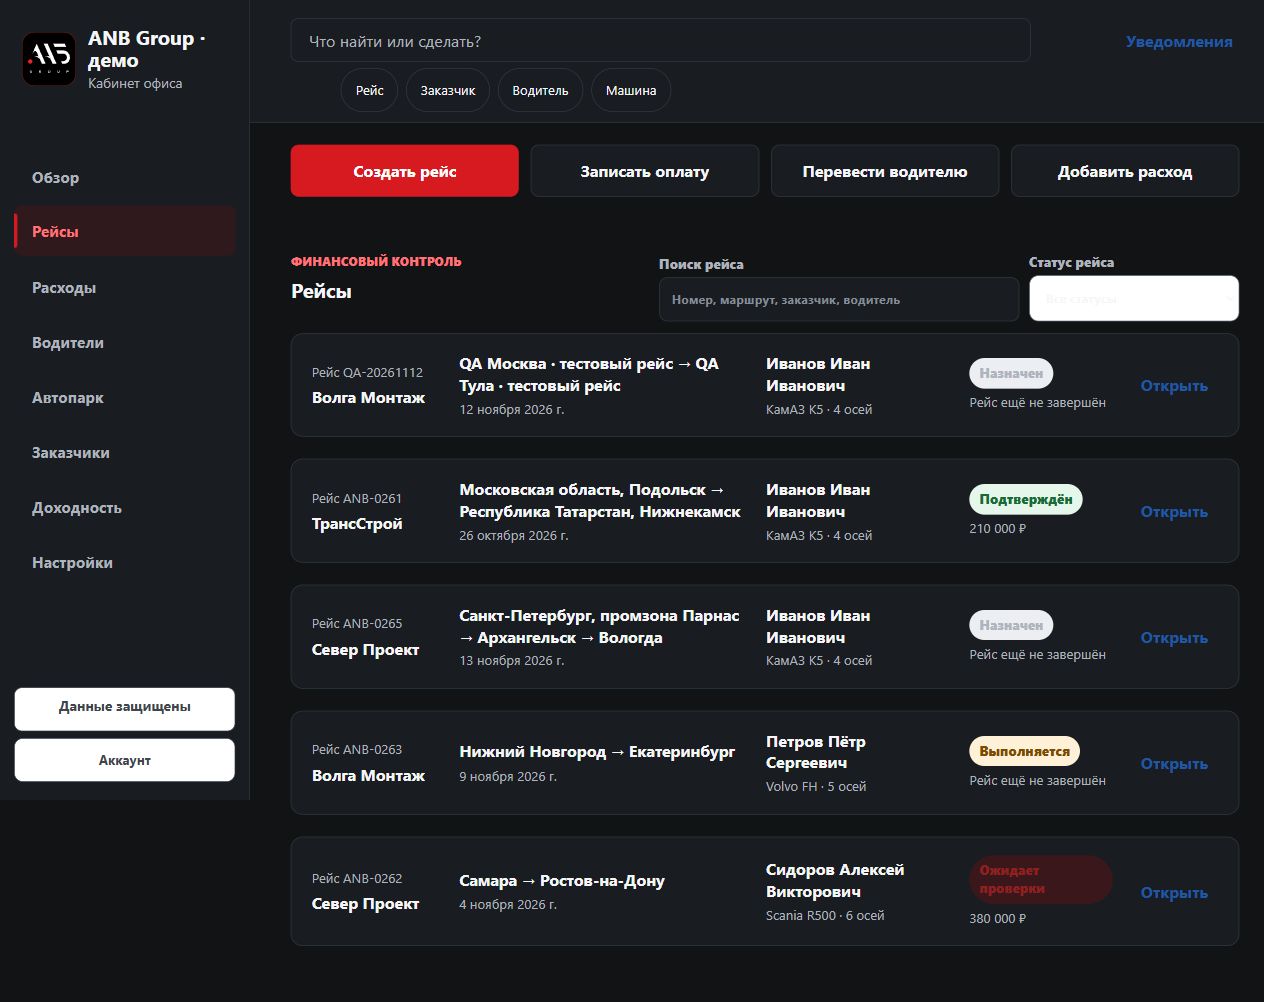 ANB
GROUP
ANB Group ·
демо
Кабинет офиса
Что найти или сделать?
Уведомления
Рейс
Заказчик
Водитель
Машина
Обзор
Рейсы
Расходы
Водители
Автопарк
Заказчики
Доходность
Настройки
Данные защищены
Аккаунт
Создать рейс
Записать оплату
Перевести водителю
Добавить расход
ФИНАНСОВЫЙ КОНТРОЛЬ
Рейсы
Поиск рейса
Номер, маршрут, заказчик, водитель
Статус рейса
Все статусы
Рейс QA-20261112
Волга Монтаж
QA Москва · тестовый рейс → QA
Тула · тестовый рейс
12 ноября 2026 г.
Иванов Иван
Иванович
КамАЗ К5 · 4 осей
Назначен
Рейс ещё не завершён
Открыть
Рейс ANB-0261
ТрансСтрой
Московская область, Подольск →
Республика Татарстан, Нижнекамск
26 октября 2026 г.
Иванов Иван
Иванович
КамАЗ К5 · 4 осей
Подтверждён
210 000 ₽
Открыть
Рейс ANB-0265
Север Проект
Санкт-Петербург, промзона Парнас
→ Архангельск → Вологда
13 ноября 2026 г.
Иванов Иван
Иванович
КамАЗ К5 · 4 осей
Назначен
Рейс ещё не завершён
Открыть
Рейс ANB-0263
Волга Монтаж
Нижний Новгород → Екатеринбург
9 ноября 2026 г.
Петров Пётр
Сергеевич
Volvo FH · 5 осей
Выполняется
Рейс ещё не завершён
Открыть
Рейс ANB-0262
Север Проект
Самара → Ростов-на-Дону
4 ноября 2026 г.
Сидоров Алексей
Викторович
Scania R500 · 6 осей
Ожидает
проверки
380 000 ₽
Открыть